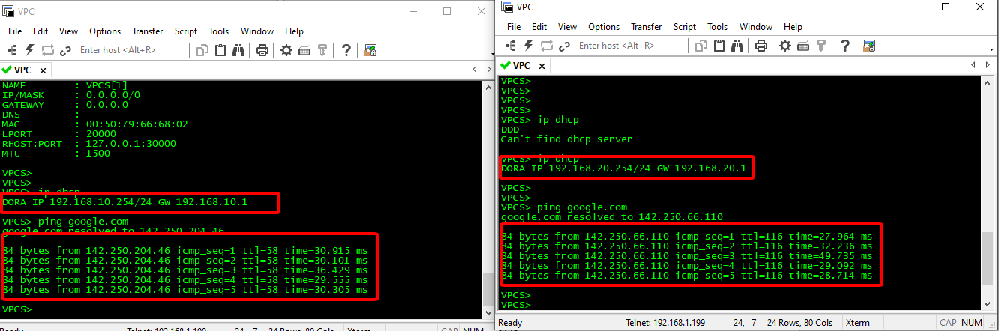 VPC
File Edit View Options Transfer Script Tools Window Help
Enter host <Alt+R>
VPC
NAME : VPCS[1]
IP/MASK : 0.0.0.0/0
GATEWAY : 0.0.0.0
DNS :
MAC : 00:50:79:66:68:02
LPORT : 20000
RHOST:PORT : 127.0.0.1:30000
MTU : 1500
VPCS>
VPCS>
VPCS> ip dhcp
DORA IP 192.168.10.254/24 GW 192.168.10.1
VPCS> ping google.com
google.com resolved to 142.250.204.46
84 bytes from 142.250.204.46 icmp_seq=1 ttl=58 time=30.915 ms
84 bytes from 142.250.204.46 icmp_seq=2 ttl=58 time=30.101 ms
84 bytes from 142.250.204.46 icmp_seq=3 ttl=58 time=36.429 ms
84 bytes from 142.250.204.46 icmp_seq=4 ttl=58 time=29.555 ms
84 bytes from 142.250.204.46 icmp_seq=5 ttl=58 time=30.305 ms
VPCS>
Ready Telnet: 192.168.1.199 24, 7 24 Rows, 80 Cols Xterm CAP NUM
VPC
File Edit View Options Transfer Script Tools Window Help
Enter host <Alt+R>
VPC
VPCS>
VPCS>
VPCS>
VPCS>
VPCS> ip dhcp
DDD
Can't find dhcp server
VPCS> ip dhcp
DORA IP 192.168.20.254/24 GW 192.168.20.1
VPCS>
VPCS>
VPCS> ping google.com
google.com resolved to 142.250.66.110
84 bytes from 142.250.66.110 icmp_seq=1 ttl=116 time=27.964 ms
84 bytes from 142.250.66.110 icmp_seq=2 ttl=116 time=32.236 ms
84 bytes from 142.250.66.110 icmp_seq=3 ttl=116 time=49.735 ms
84 bytes from 142.250.66.110 icmp_seq=4 ttl=116 time=29.092 ms
84 bytes from 142.250.66.110 icmp_seq=5 ttl=116 time=28.714 ms
VPCS>
VPCS>
Ready Telnet: 192.168.1.199 24, 7 24 Rows, 80 Cols Xterm CAP NUM